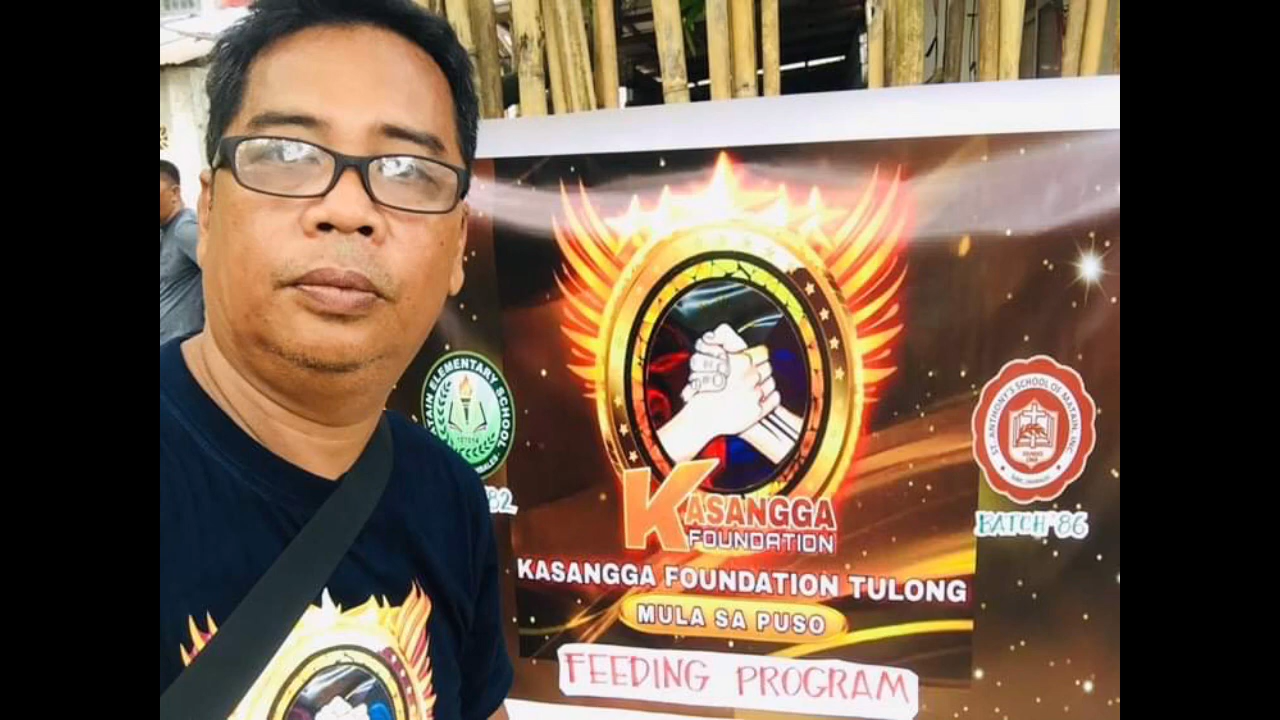 ELEMENTARY SCHOOL
82
KASANGGA
FOUNDATION
KASANGGA FOUNDATION TULONG
MULA SA PUSO
FEEDING PROGRAM
ST. ANTHONY'S SCHOOL OF MATAIN, INC.
BATCH '86